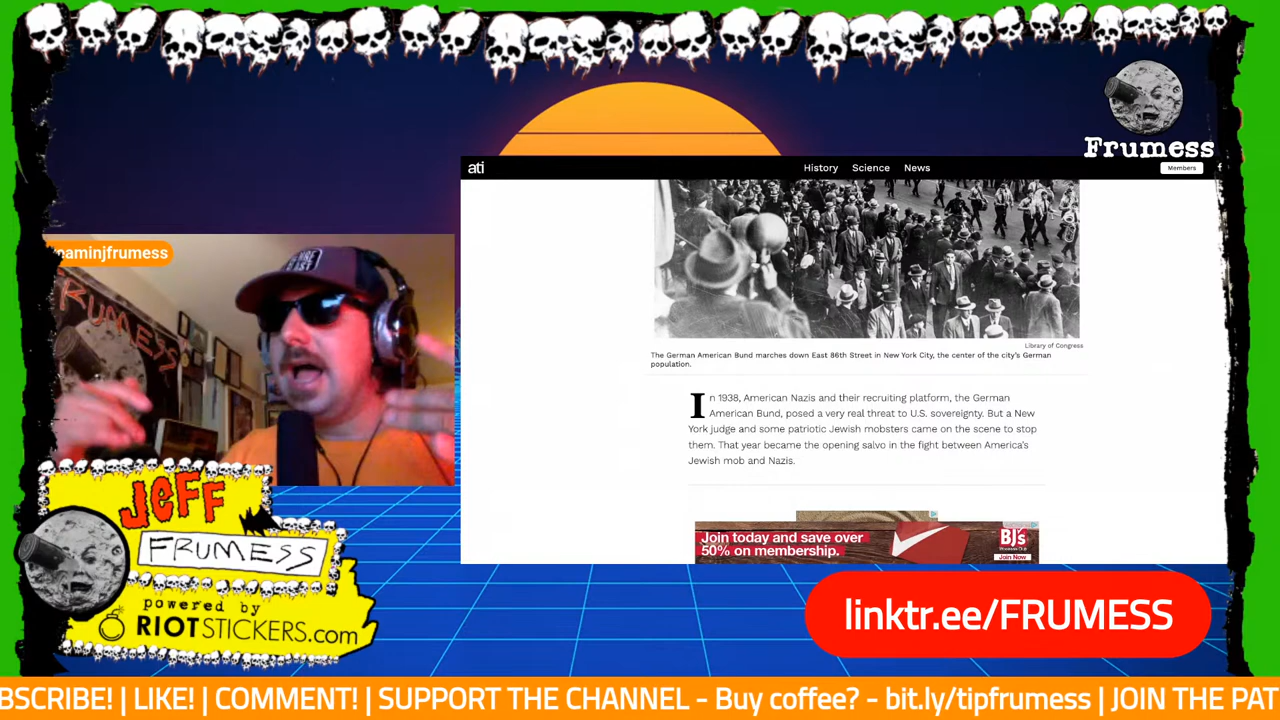 Frumess
ati
History
Science
News
Members
f
eaminjfrumess
FRUMESS
Library of Congress
The German American Bund marches down East 86th Street in New York City, the center of the city's German
population.
In 1938, American Nazis and their recruiting platform, the German
American Bund, posed a very real threat to U.S. sovereignty. But a New
York judge and some patriotic Jewish mobsters came on the scene to stop
them. That year became the opening salvo in the fight between America's
Jewish mob and Nazis.
Join today and save over
50% on membership.
BJ's
Join Now
JEFF
FRUMESS
powered by
RIOTSTICKERS.com
linktr.ee/FRUMESS
BSCRIBE! | LIKE! | COMMENT! | SUPPORT THE CHANNEL - Buy coffee? - bit.ly/tipfrumess | JOIN THE PAT